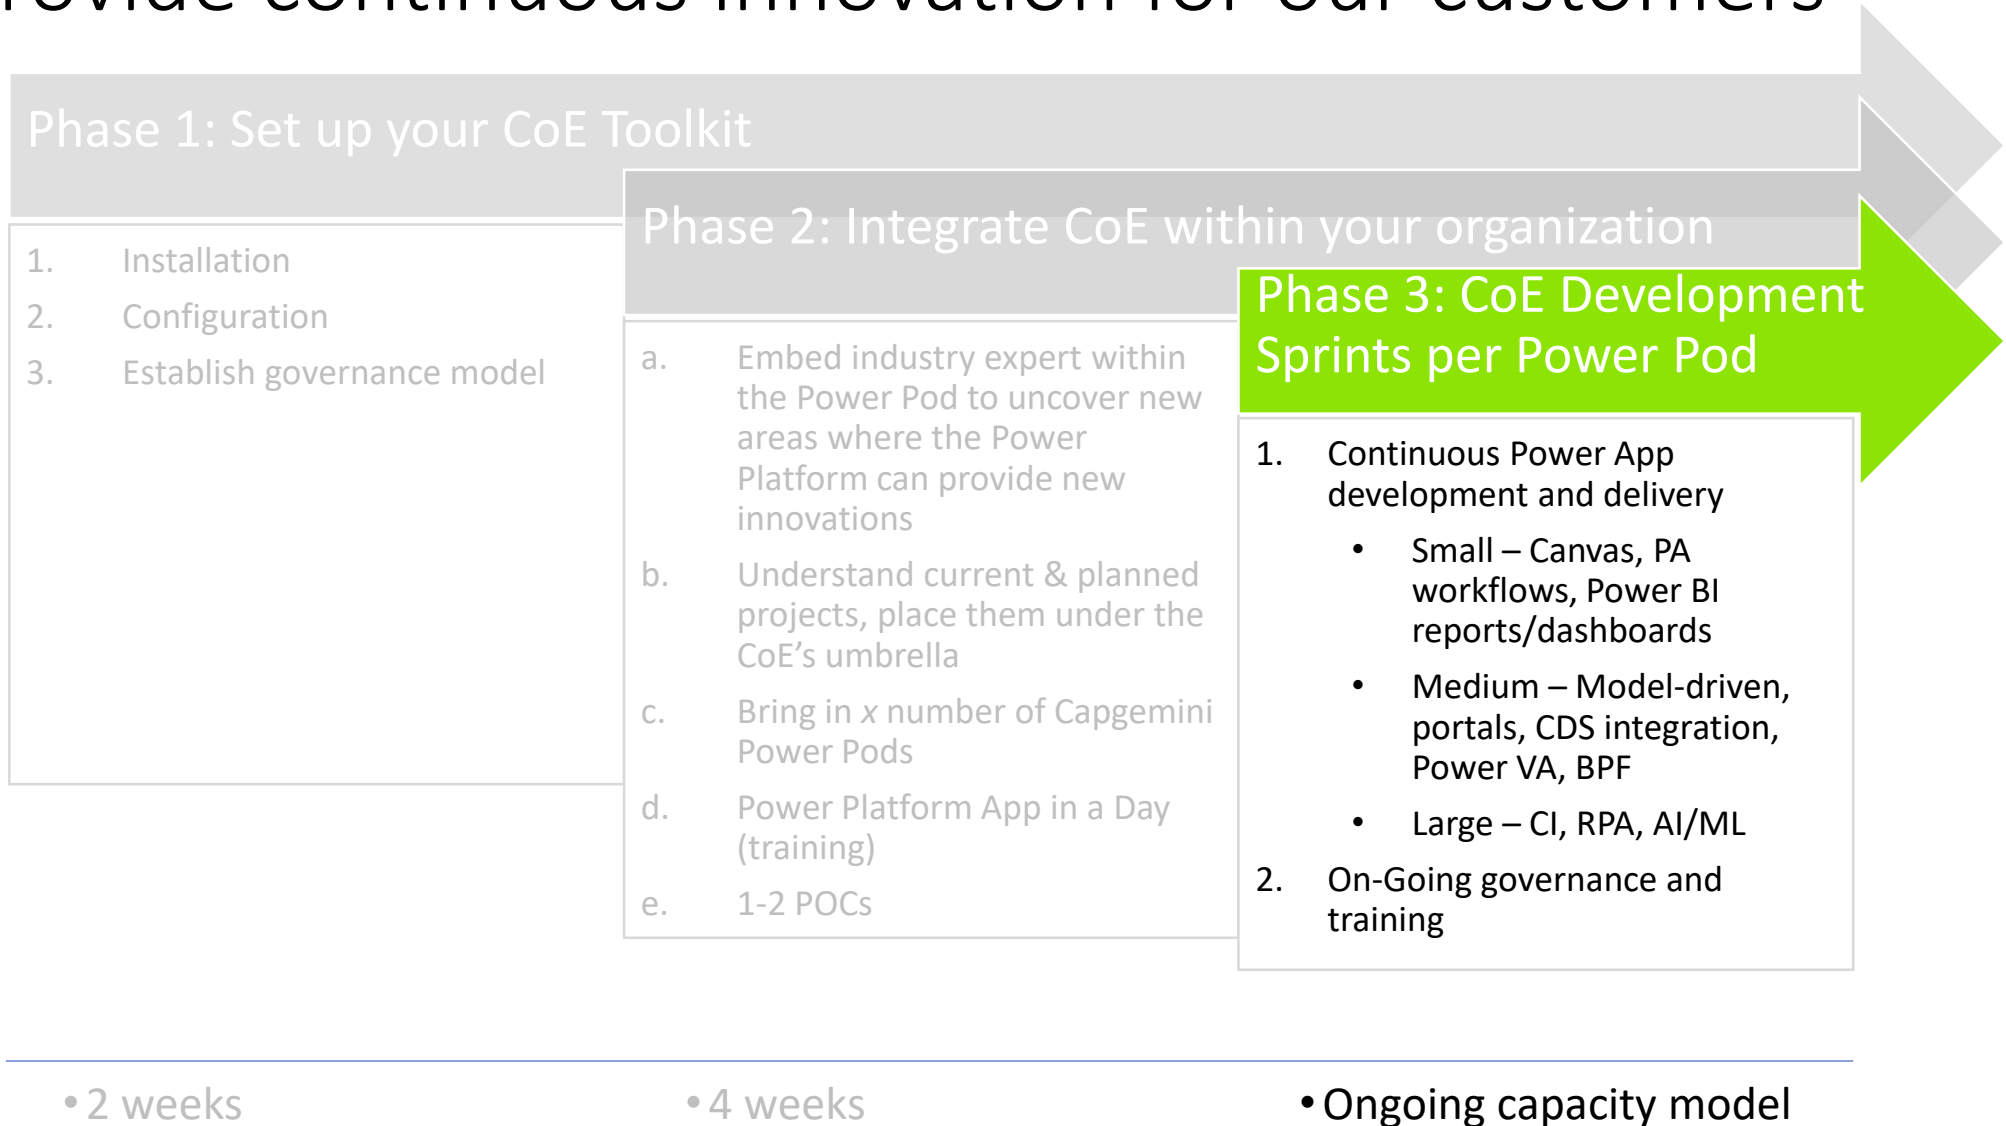 rovide continuous innovation for our customers
Phase 1: Set up your CoE Toolkit
1. Installation
2. Configuration
3. Establish governance model
Phase 2: Integrate CoE within your organization
a. Embed industry expert within
the Power Pod to uncover new
areas where the Power
Platform can provide new
innovations
b. Understand current & planned
projects, place them under the
CoE’s umbrella
c. Bring in x number of Capgemini
Power Pods
d. Power Platform App in a Day
(training)
e. 1-2 POCs
Phase 3: CoE Development
Sprints per Power Pod
1. Continuous Power App
development and delivery
• Small – Canvas, PA
workflows, Power BI
reports/dashboards
• Medium – Model-driven,
portals, CDS integration,
Power VA, BPF
• Large – CI, RPA, AI/ML
2. On-Going governance and
training
• 2 weeks
• 4 weeks
• Ongoing capacity model